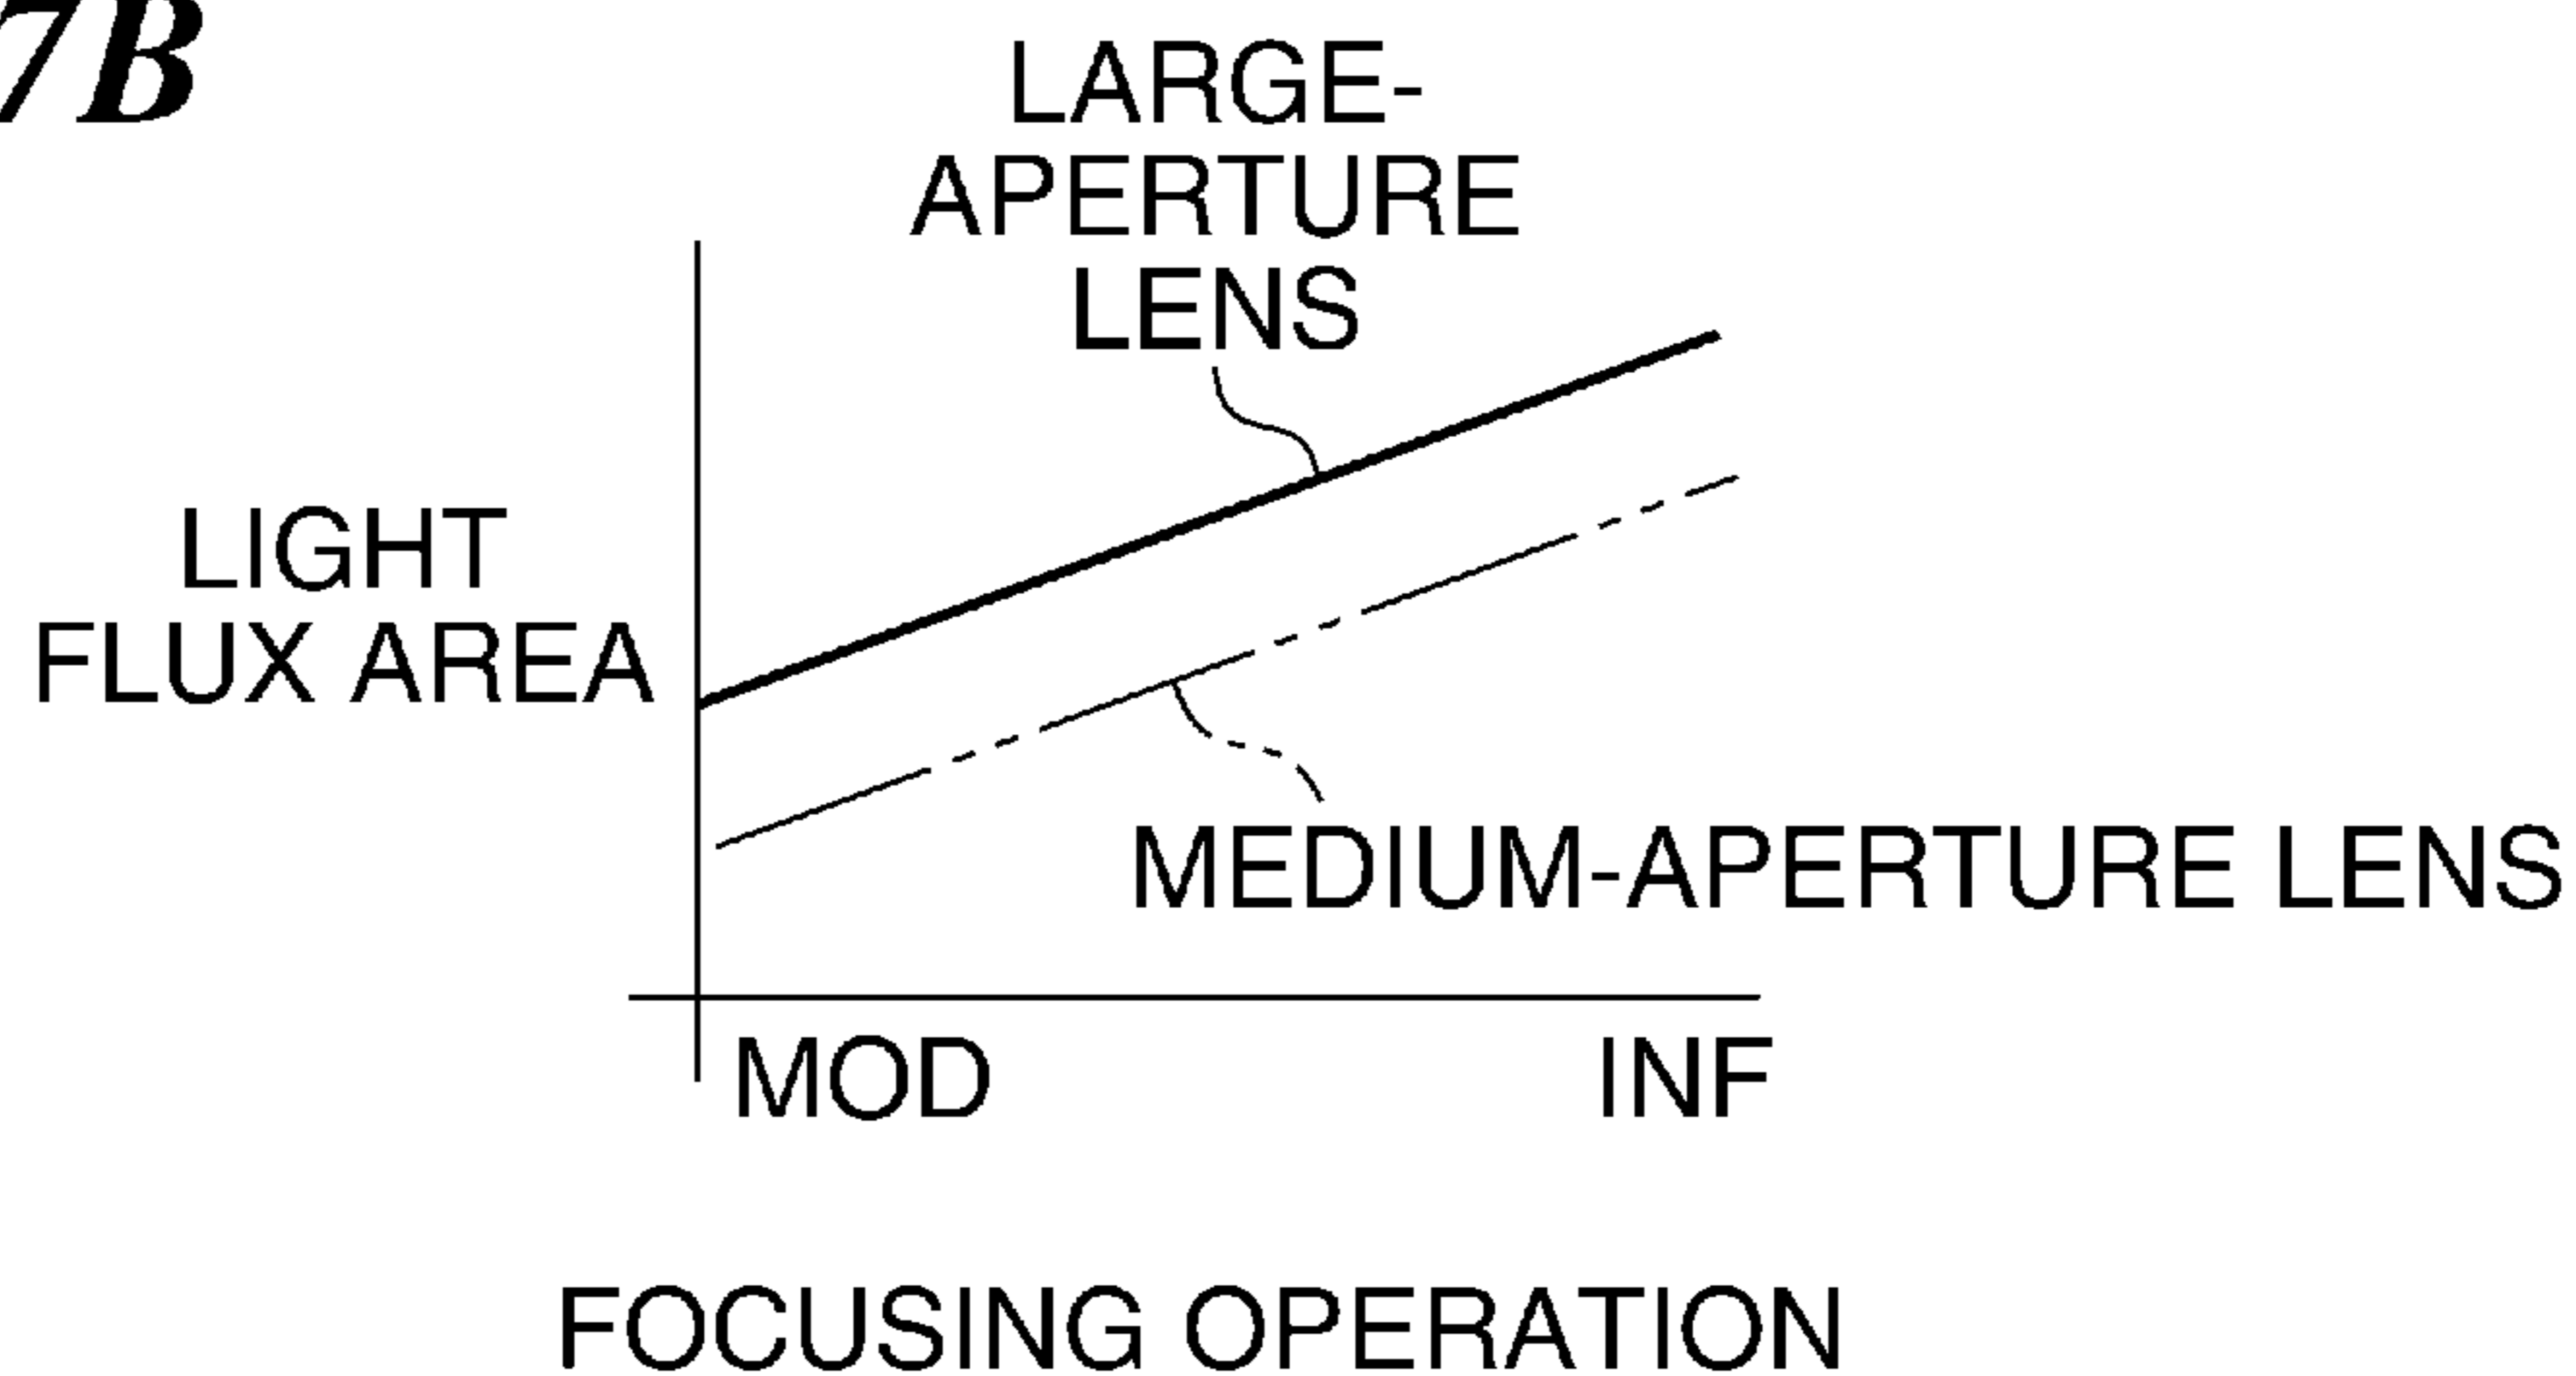 7B
LARGE-
APERTURE
LENS
LIGHT
FLUX AREA
MEDIUM-APERTURE LENS
MOD
INF
FOCUSING OPERATION